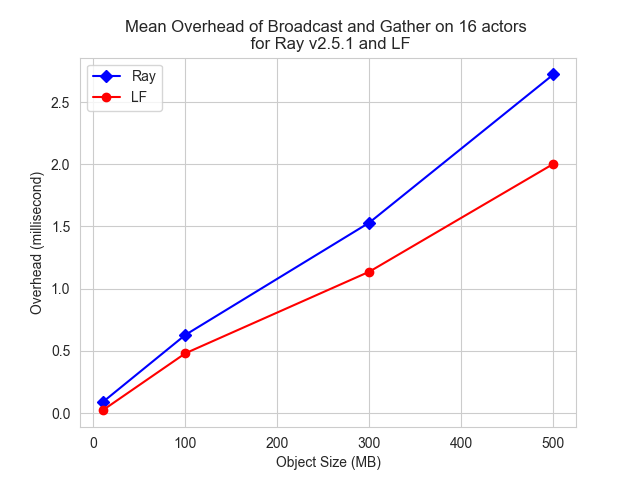 Mean Overhead of Broadcast and Gather on 16 actors
for Ray v2.5.1 and LF
Ray
LF
Overhead (millisecond)
2.5
2.0
1.5
1.0
0.5
0.0
0
100
200
300
400
500
Object Size (MB)